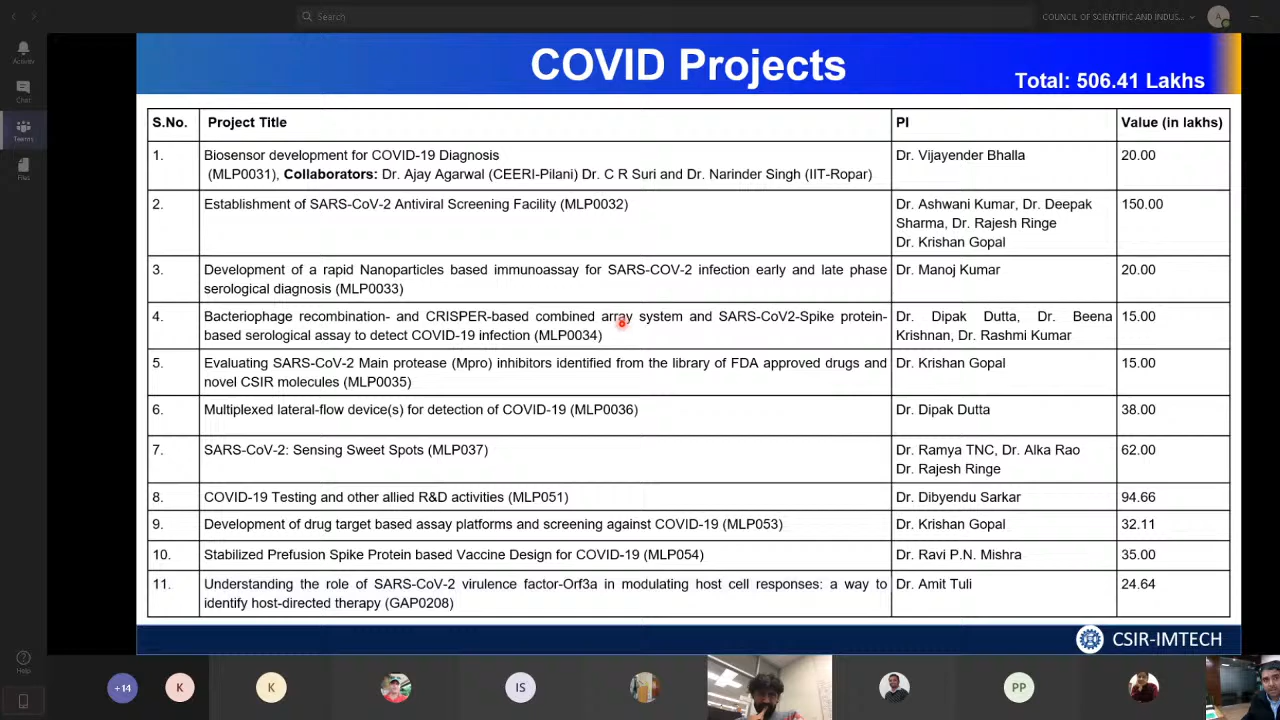 Search
COUNCIL OF SCIENTIFIC AND INDUS...
A
Activity
Chat
Teams
Files
Help
COVID Projects
Total: 506.41 Lakhs
S.No. Project Title PI Value (in lakhs)
1. Biosensor development for COVID-19 Diagnosis Dr. Vijayender Bhalla 20.00
(MLP0031), Collaborators: Dr. Ajay Agarwal (CEERI-Pilani) Dr. C R Suri and Dr. Narinder Singh (IIT-Ropar)
2. Establishment of SARS-CoV-2 Antiviral Screening Facility (MLP0032) Dr. Ashwani Kumar, Dr. Deepak 150.00
Sharma, Dr. Rajesh Ringe
Dr. Krishan Gopal
3. Development of a rapid Nanoparticles based immunoassay for SARS-COV-2 infection early and late phase Dr. Manoj Kumar 20.00
serological diagnosis (MLP0033)
4. Bacteriophage recombination- and CRISPER-based combined array system and SARS-CoV2-Spike protein- Dr. Dipak Dutta, Dr. Beena 15.00
based serological assay to detect COVID-19 infection (MLP0034) Krishnan, Dr. Rashmi Kumar
5. Evaluating SARS-CoV-2 Main protease (Mpro) inhibitors identified from the library of FDA approved drugs and Dr. Krishan Gopal 15.00
novel CSIR molecules (MLP0035)
6. Multiplexed lateral-flow device(s) for detection of COVID-19 (MLP0036) Dr. Dipak Dutta 38.00
7. SARS-CoV-2: Sensing Sweet Spots (MLP037) Dr. Ramya TNC, Dr. Alka Rao 62.00
Dr. Rajesh Ringe
8. COVID-19 Testing and other allied R&D activities (MLP051) Dr. Dibyendu Sarkar 94.66
9. Development of drug target based assay platforms and screening against COVID-19 (MLP053) Dr. Krishan Gopal 32.11
10. Stabilized Prefusion Spike Protein based Vaccine Design for COVID-19 (MLP054) Dr. Ravi P.N. Mishra 35.00
11. Understanding the role of SARS-CoV-2 virulence factor-Orf3a in modulating host cell responses: a way to Dr. Amit Tuli 24.64
identify host-directed therapy (GAP0208)
CSIR-IMTECH
+14 K K IS PP